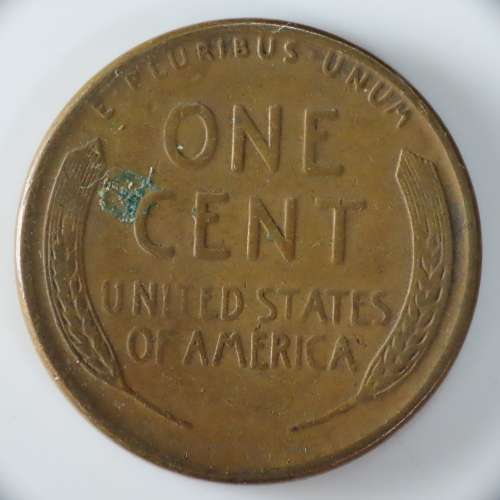 E PLURIBUS · UNUM
ONE
CENT
UNITED STATES
OF AMERICA